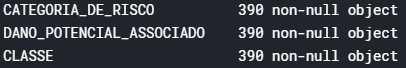 CATEGORIA_DE_RISCO 390 non-null object
DANO_POTENCIAL_ASSOCIADO 390 non-null object
CLASSE 390 non-null object